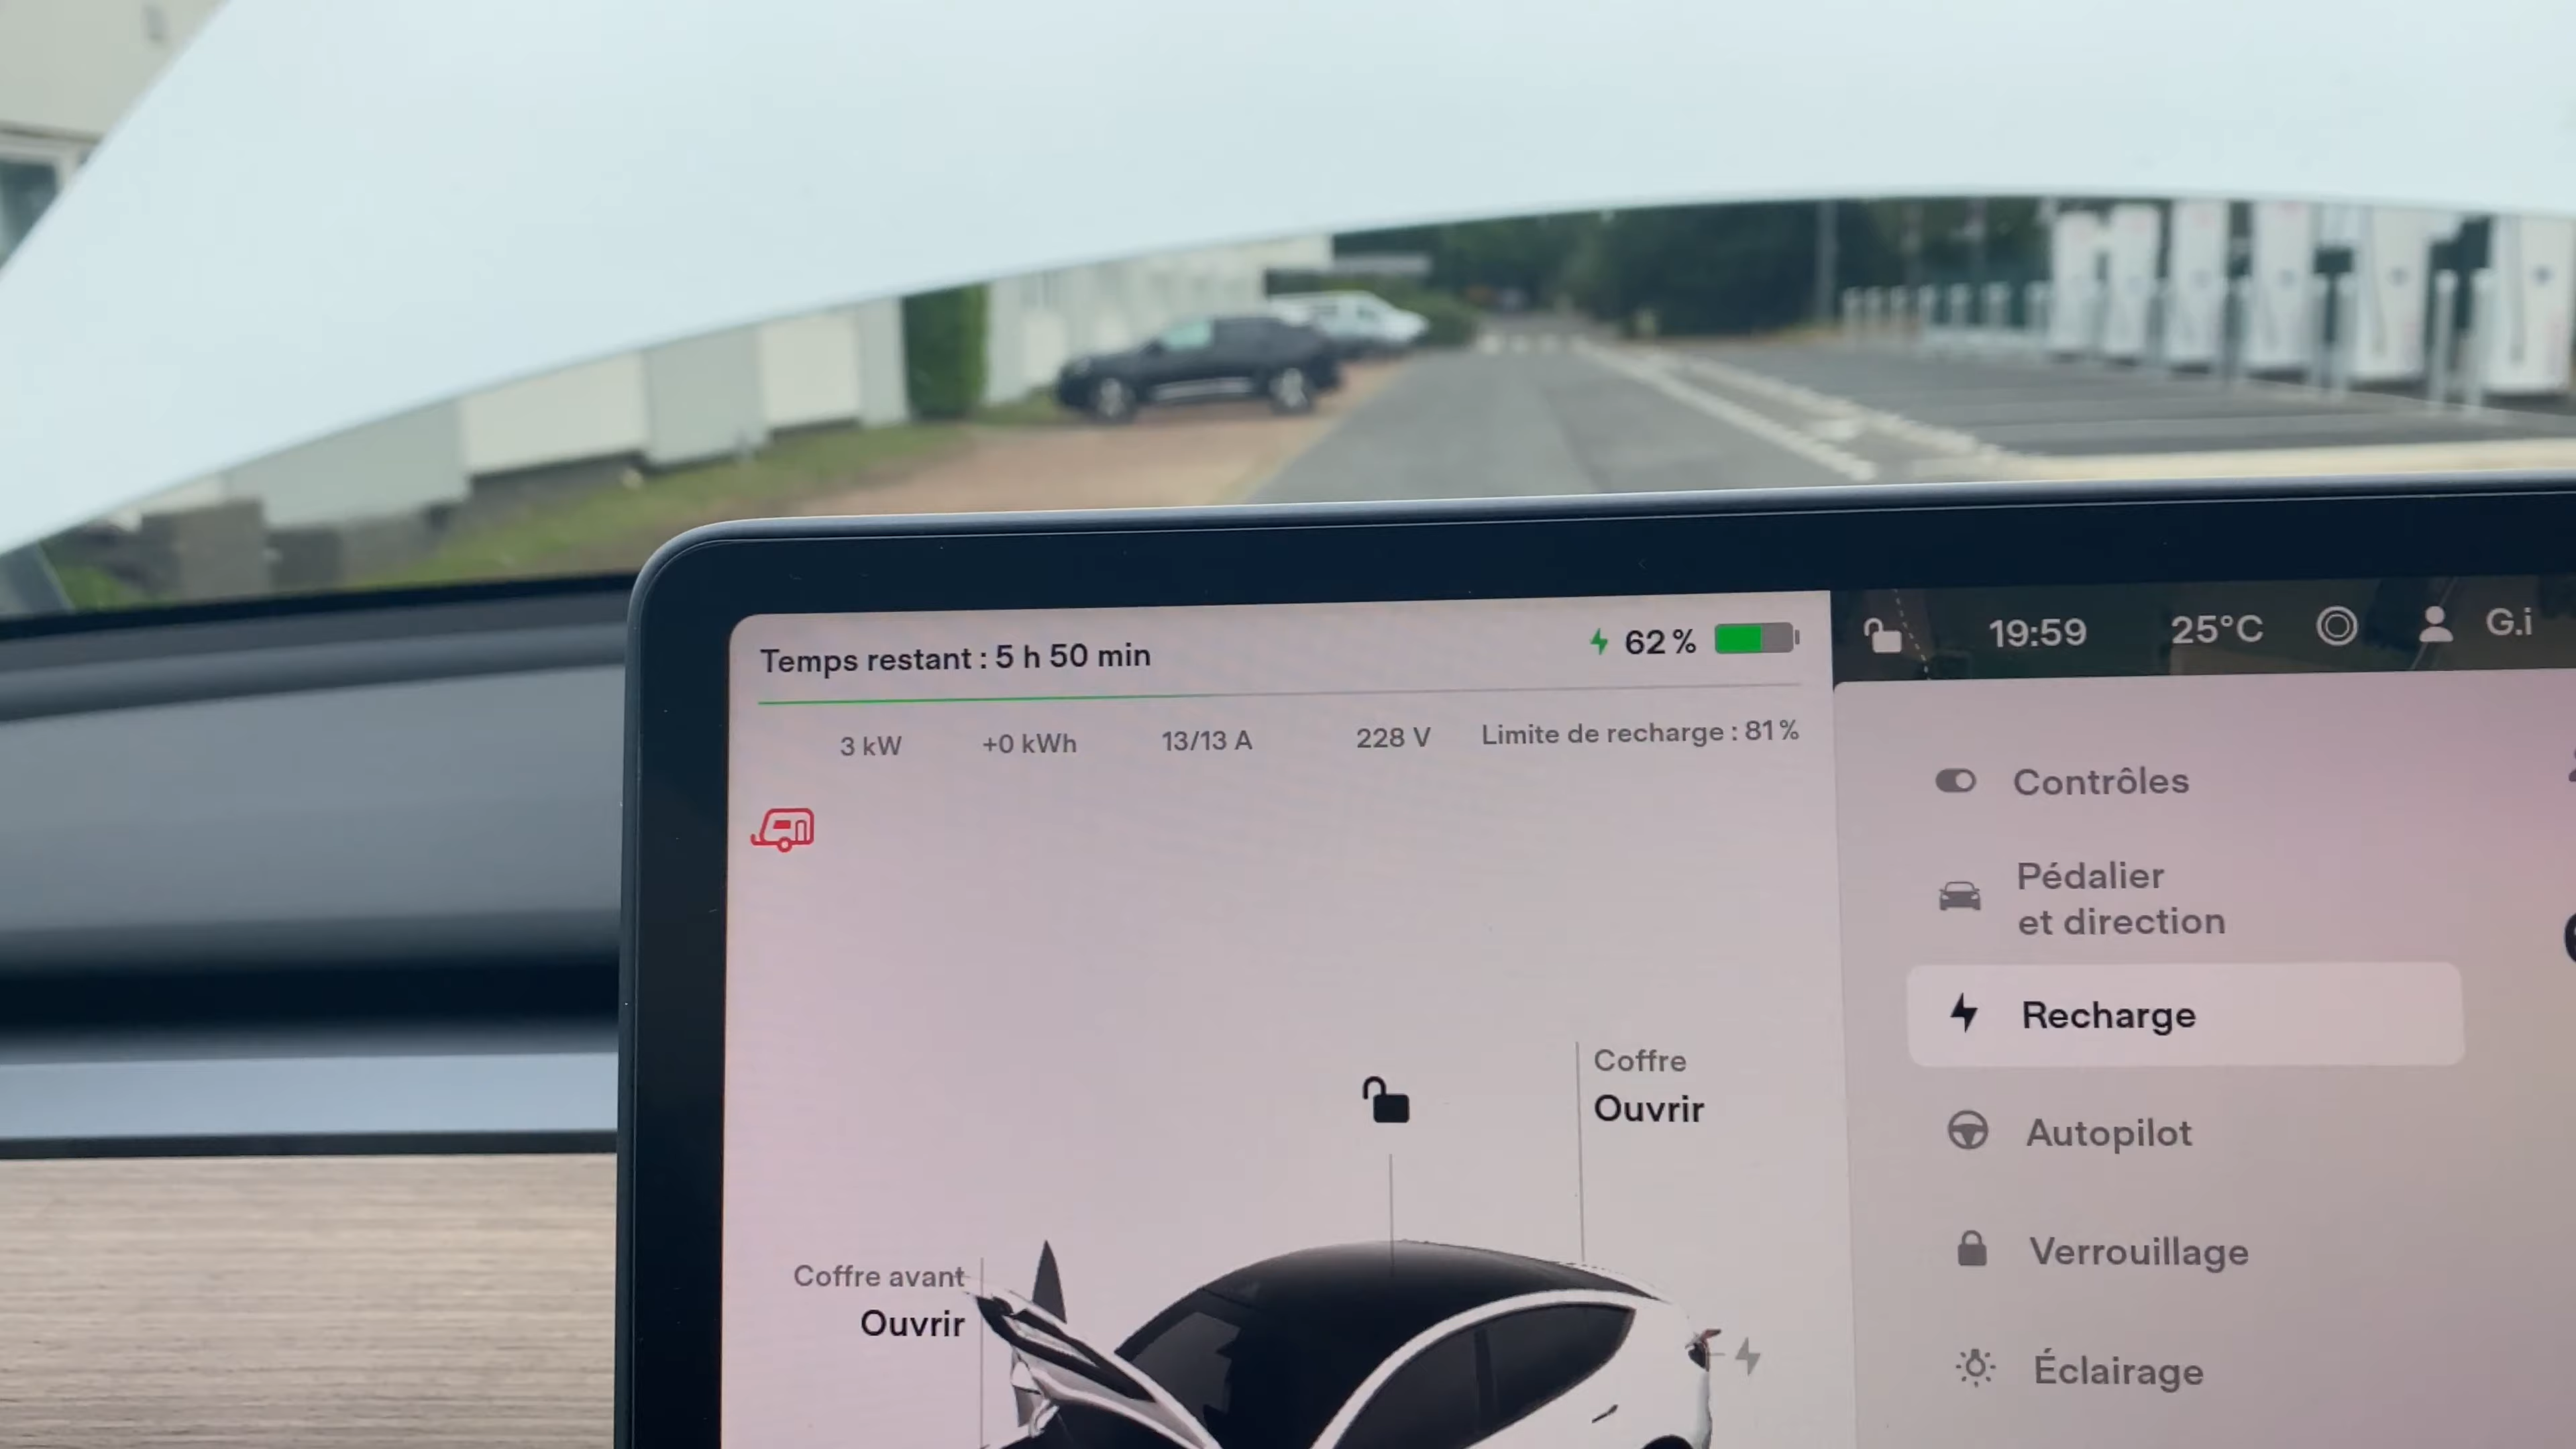 Temps restant : 5 h 50 min
62 %
19:59
25°C
G.i
3 kW
+0 kWh
13/13 A
228 V
Limite de recharge : 81 %
Contrôles
Pédalier
et direction
Recharge
Coffre
Ouvrir
Autopilot
Verrouillage
Coffre avant
Ouvrir
Éclairage